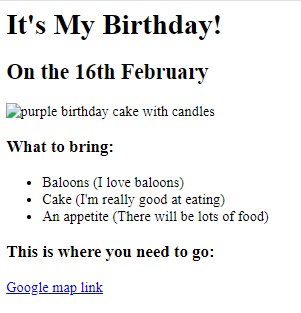 It's My Birthday!
On the 16th February
purple birthday cake with candles
What to bring:
Baloons (I love baloons)
Cake (I'm really good at eating)
An appetite (There will be lots of food)
This is where you need to go:
Google map link